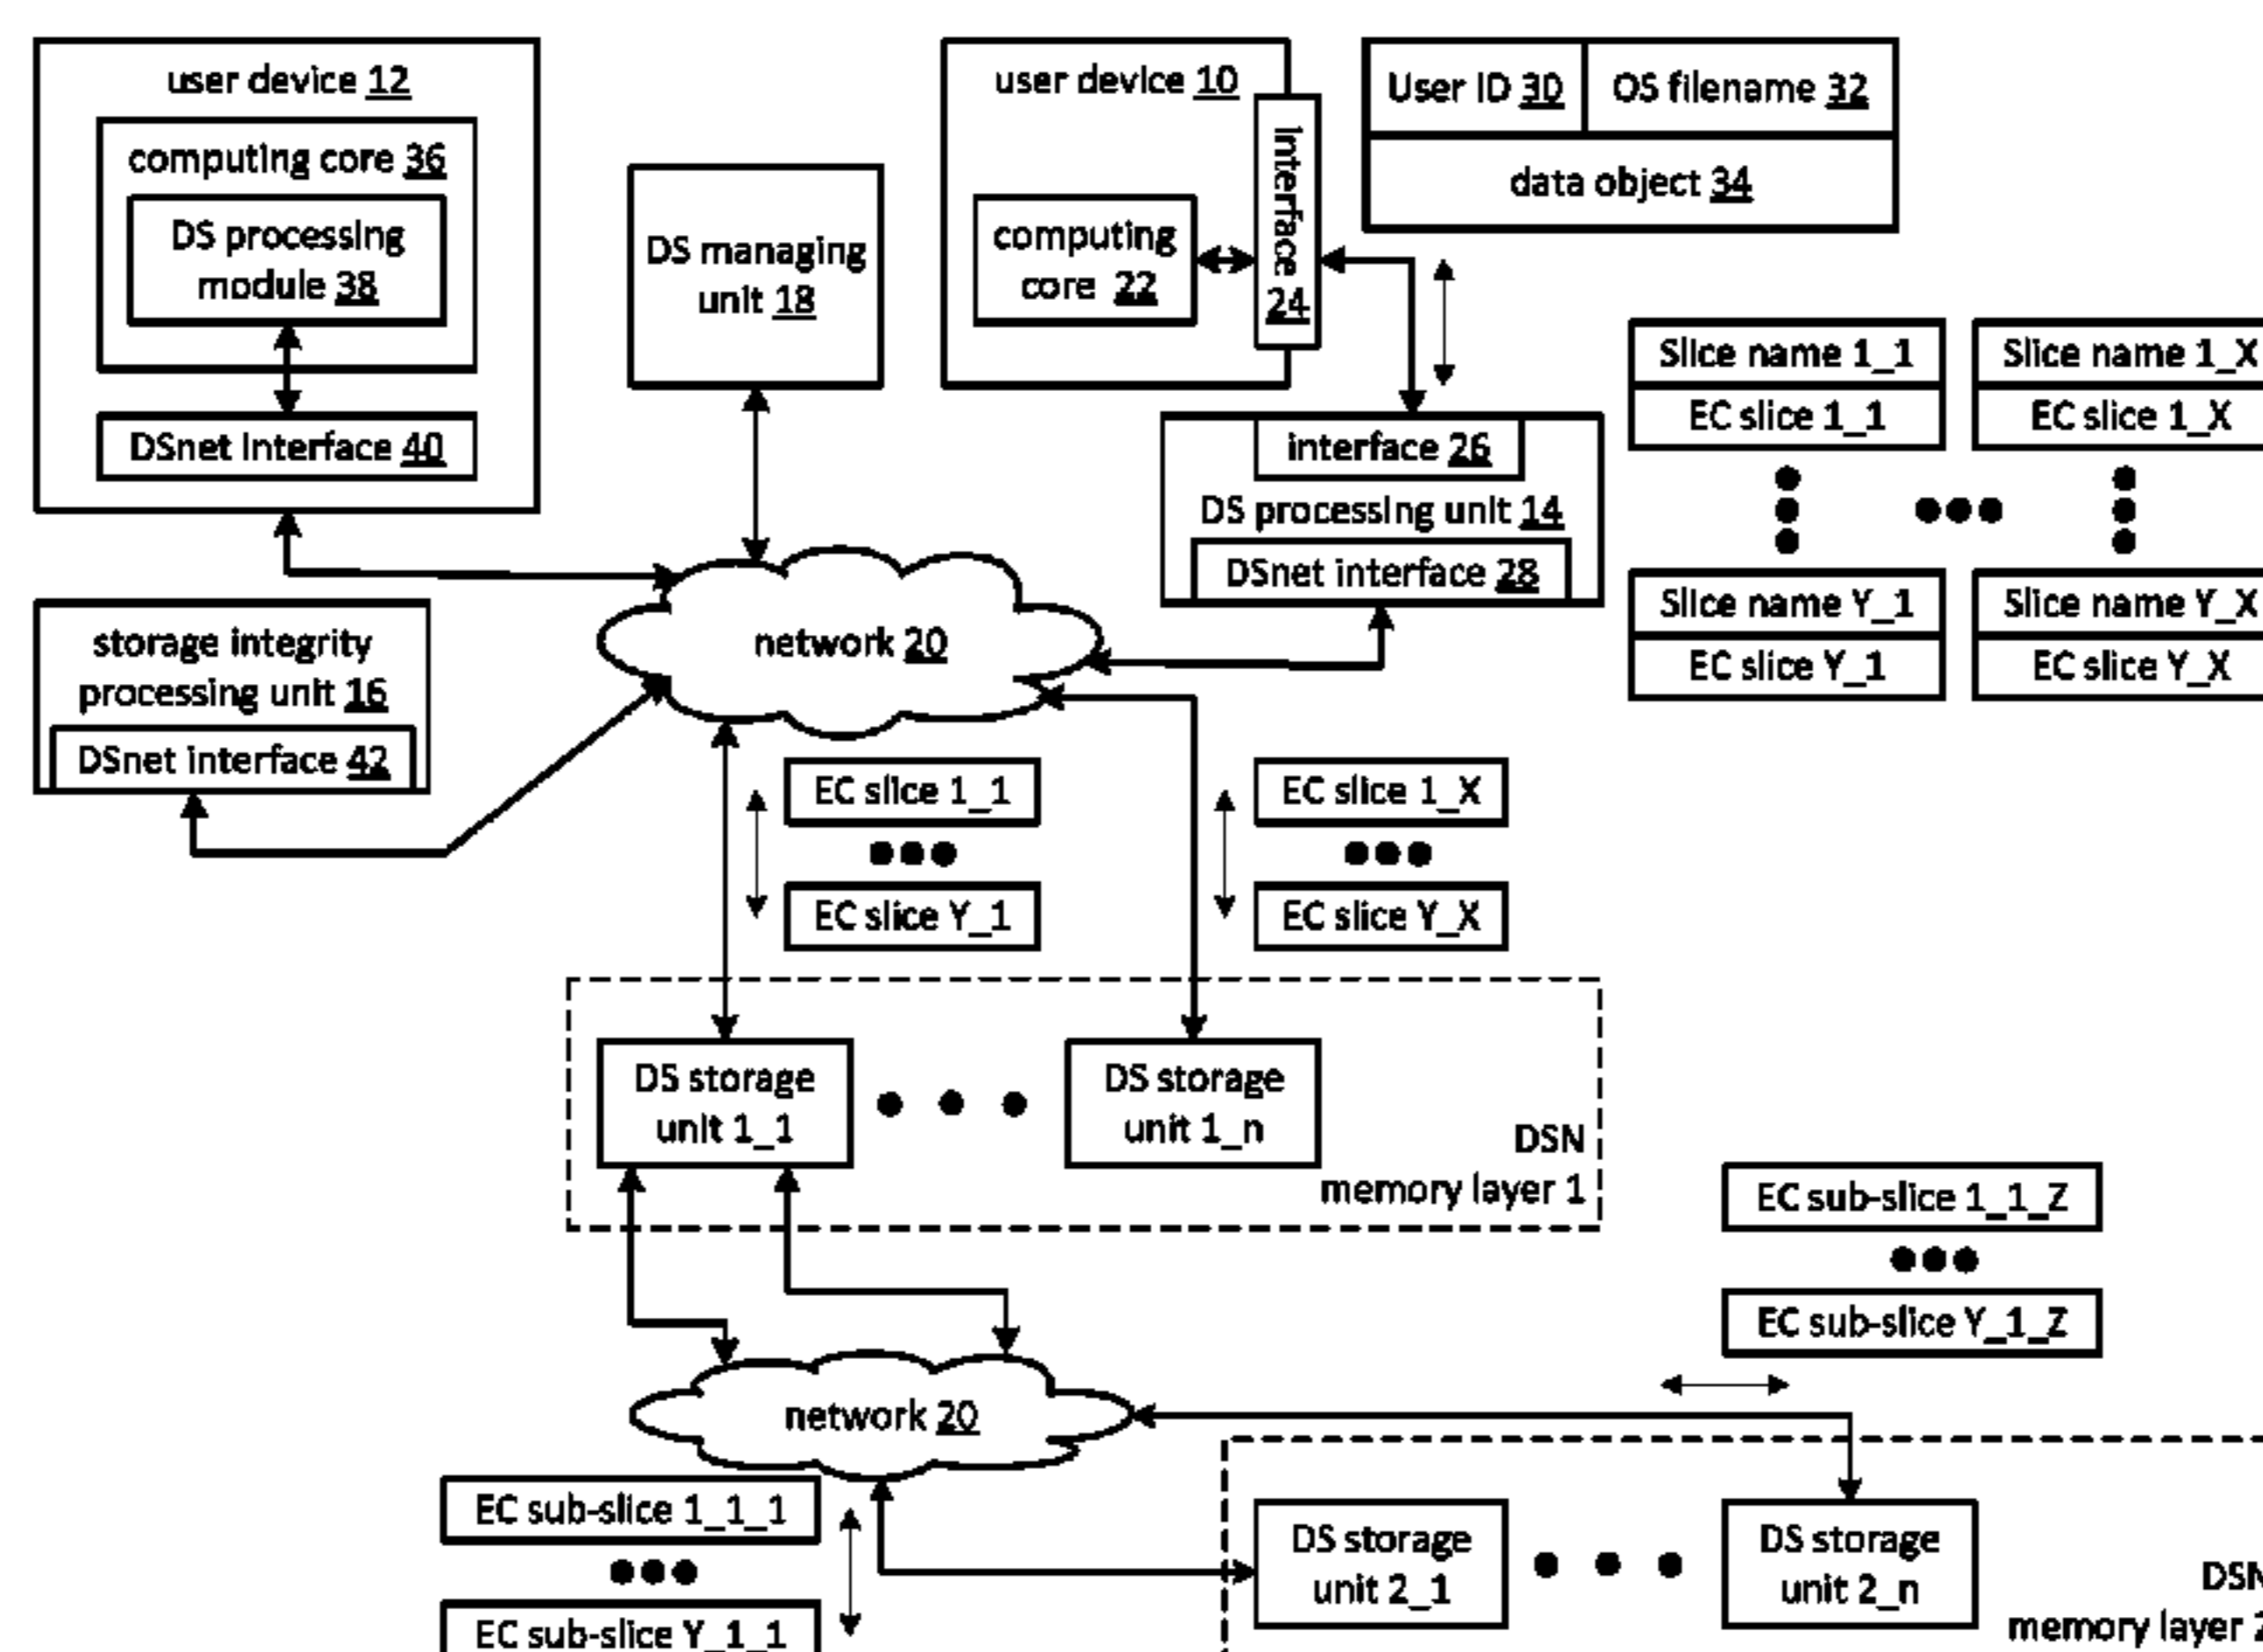 user device 12
computing core 36
DS processing
module 38
DSnet interface 40
DS managing
unit 18
user device 10
computing
core 22
interface 24
User ID 30
OS filename 32
data object 34
interface 26
DS processing unit 14
DSnet interface 28
Slice name 1_1
EC slice 1_1
Slice name 1_X
EC slice 1_X
Slice name Y_1
EC slice Y_1
Slice name Y_X
EC slice Y_X
network 20
storage integrity
processing unit 16
DSnet interface 42
EC slice 1_1
EC slice Y_1
EC slice 1_X
EC slice Y_X
DS storage
unit 1_1
DS storage
unit 1_n
DSN
memory layer 1
EC sub-slice 1_1_Z
EC sub-slice Y_1_Z
network 20
EC sub-slice 1_1_1
EC sub-slice Y_1_1
DS storage
unit 2_1
DS storage
unit 2_n
DSN
memory layer 2